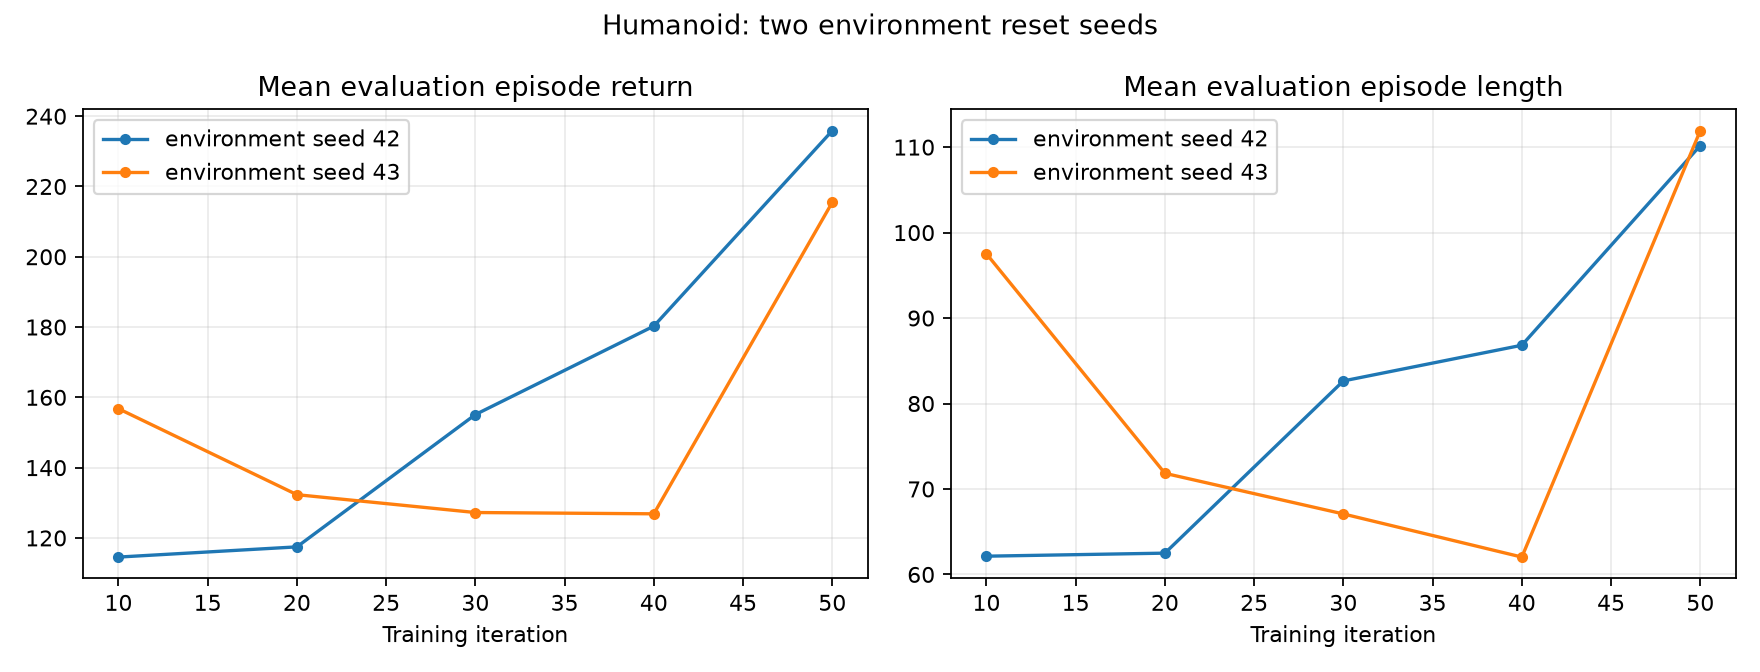 Humanoid: two environment reset seeds
Mean evaluation episode return
240
220
200
180
160
140
120
environment seed 42
environment seed 43
10 15 20 25 30 35 40 45 50
Training iteration
Mean evaluation episode length
110
100
90
80
70
60
environment seed 42
environment seed 43
10 15 20 25 30 35 40 45 50
Training iteration